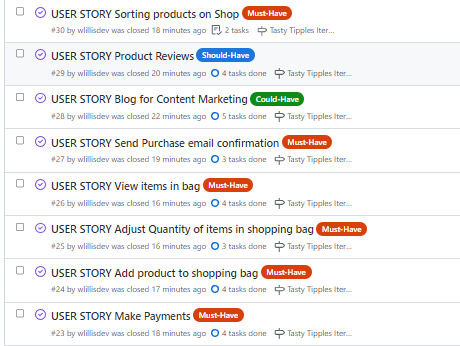 USER STORY Sorting products on Shop Must-Have
#30 by wlillisdev was closed 18 minutes ago 2 tasks Tasty Tipples Iter...
USER STORY Product Reviews Should-Have
#29 by wlillisdev was closed 20 minutes ago 4 tasks done Tasty Tipples Iter...
USER STORY Blog for Content Marketing Could-Have
#28 by wlillisdev was closed 22 minutes ago 5 tasks done Tasty Tipples Iter...
USER STORY Send Purchase email confirmation Must-Have
#27 by wlillisdev was closed 19 minutes ago 3 tasks done Tasty Tipples Iter...
USER STORY View items in bag Must-Have
#26 by wlillisdev was closed 16 minutes ago 4 tasks done Tasty Tipples Iter...
USER STORY Adjust Quantity of items in shopping bag Must-Have
#25 by wlillisdev was closed 16 minutes ago 3 tasks done Tasty Tipples Iter...
USER STORY Add product to shopping bag Must-Have
#24 by wlillisdev was closed 17 minutes ago 4 tasks done Tasty Tipples Iter...
USER STORY Make Payments Must-Have
#23 by wlillisdev was closed 18 minutes ago 4 tasks done Tasty Tipples Iter...